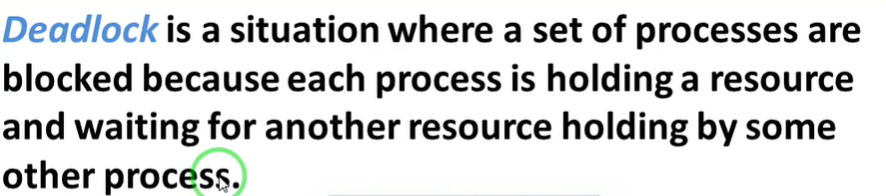 Deadlock is a situation where a set of processes are
blocked because each process is holding a resource
and waiting for another resource holding by some
other process.